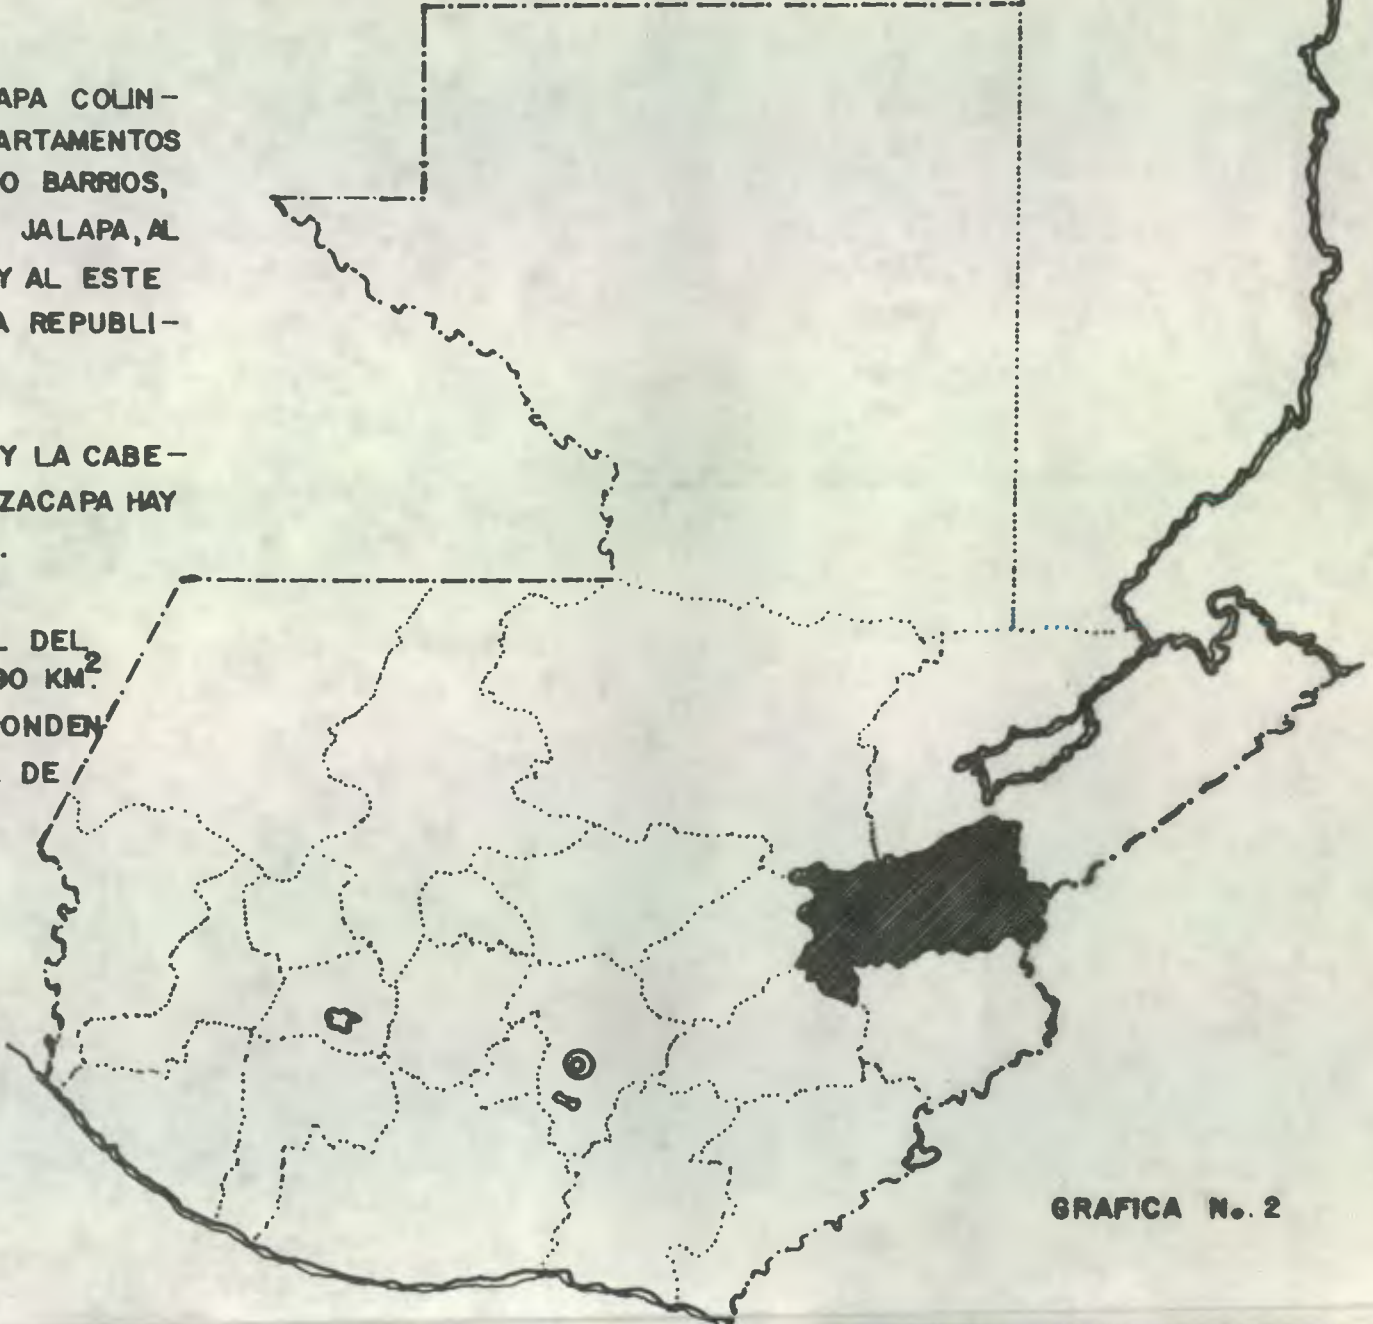 APA COLIN-
ARTAMENTOS
O BARRIOS,
JALAPA, AL
Y AL ESTE
A REPUBLI-
Y LA CABE-
ZACAPA HAY
.
L DEL
90 KM.²
ONDEN
DE
GRAFICA No. 2